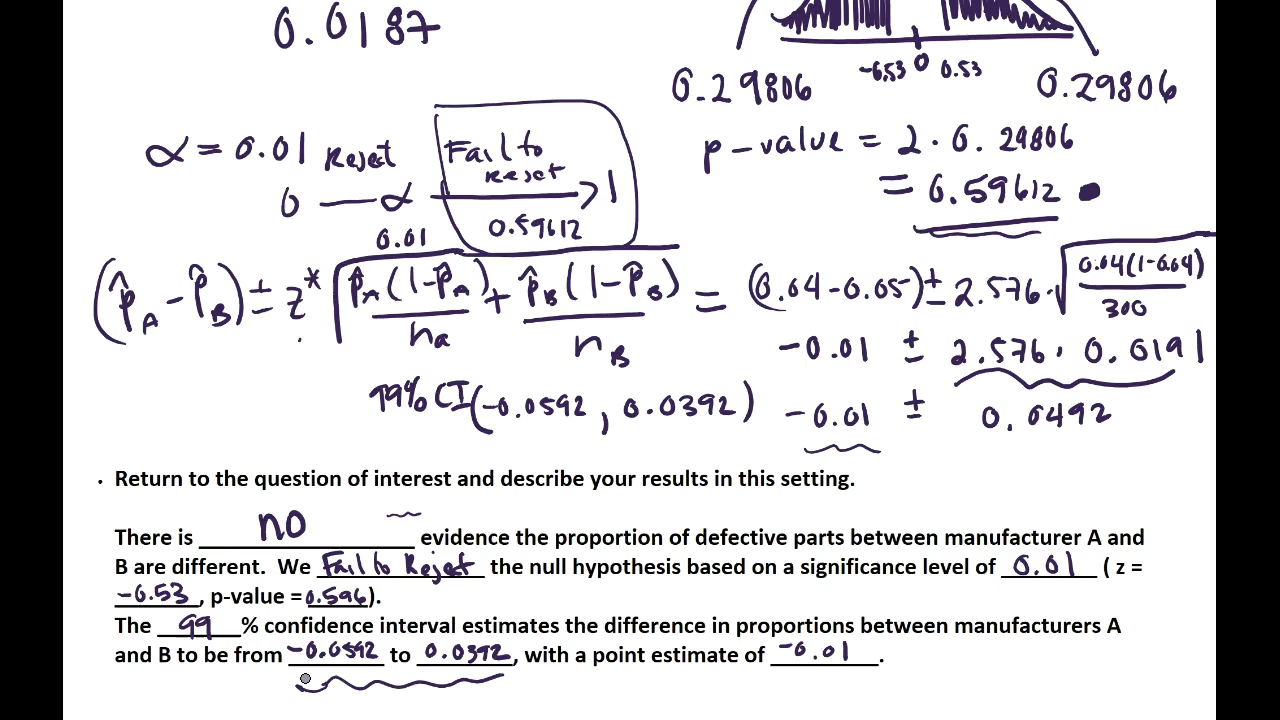 0.0187
-0.53 0 0.53
0.29806 0.29806
α = 0.01 Reject Fail to Reject
0 — α → 1
0.01 0.59612
p-value = 2 · 0.29806
= 0.59612
(p̂A - p̂B) ± z* √ p̂A(1-p̂A)/na + p̂B(1-p̂B)/nB = (0.04-0.05) ± 2.576·√ 0.04(1-0.04)/300
-0.01 ± 2.576 · 0.0191
99% CI (-0.0592, 0.0392) -0.01 ± 0.0492
• Return to the question of interest and describe your results in this setting.
There is no evidence the proportion of defective parts between manufacturer A and
B are different. We Fail to Reject the null hypothesis based on a significance level of 0.01 ( z =
-0.53, p-value = 0.596).
The 99% confidence interval estimates the difference in proportions between manufacturers A
and B to be from -0.0592 to 0.0392, with a point estimate of -0.01.